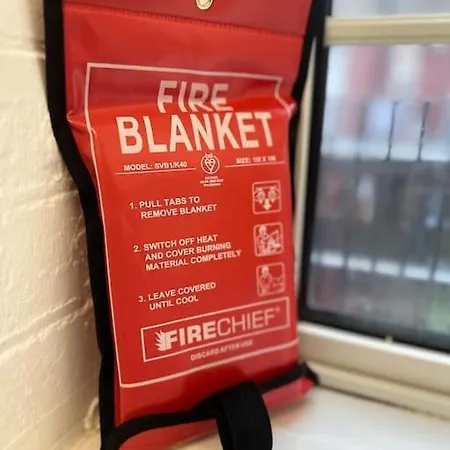 FIRE
BLANKET
MODEL: SVB1/K40
SIZE: 1M X 1M
1. PULL TABS TO
REMOVE BLANKET
2. SWITCH OFF HEAT
AND COVER BURNING
MATERIAL COMPLETELY
3. LEAVE COVERED
UNTIL COOL
FIRECHIEF®
DISCARD AFTER USE